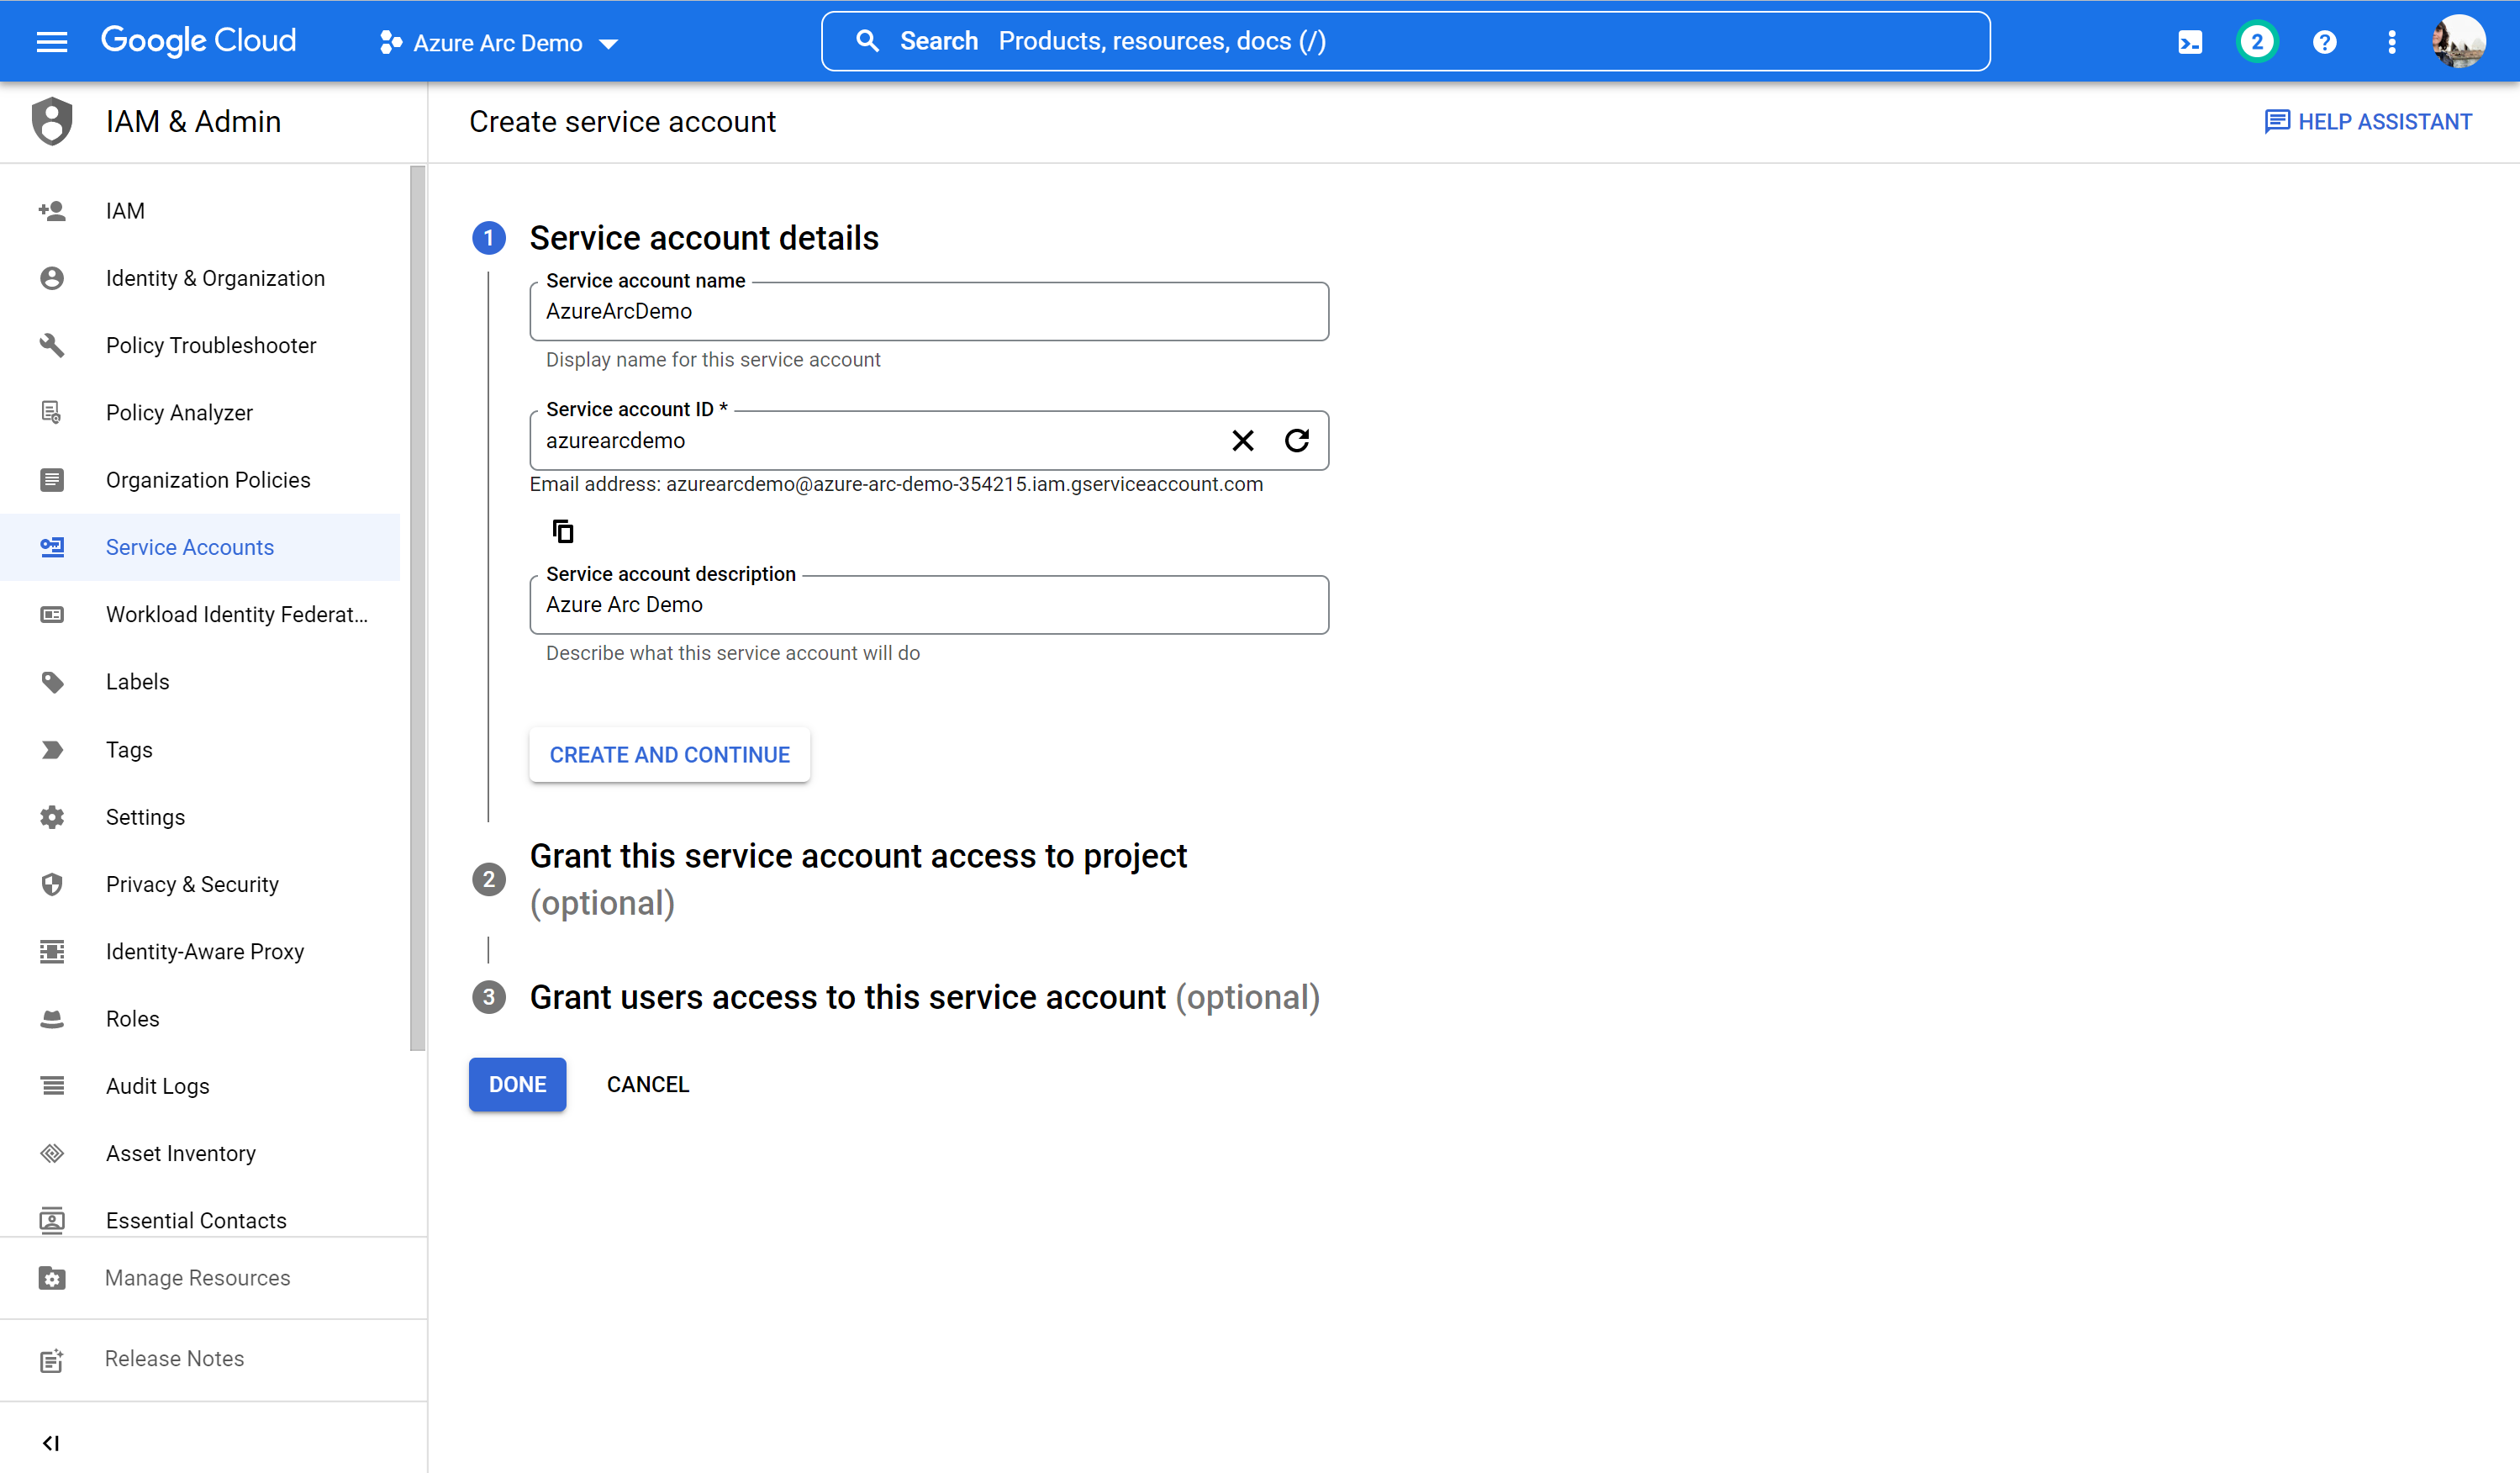 Google Cloud
Azure Arc Demo
Search Products, resources, docs (/)
2
?
IAM & Admin
Create service account
HELP ASSISTANT
IAM
Identity & Organization
Policy Troubleshooter
Policy Analyzer
Organization Policies
Service Accounts
Workload Identity Federat...
Labels
Tags
Settings
Privacy & Security
Identity-Aware Proxy
Roles
Audit Logs
Asset Inventory
Essential Contacts
Manage Resources
Release Notes
1 Service account details
Service account name
AzureArcDemo
Display name for this service account
Service account ID *
azurearcdemo
Email address: azurearcdemo@azure-arc-demo-354215.iam.gserviceaccount.com
Service account description
Azure Arc Demo
Describe what this service account will do
CREATE AND CONTINUE
2 Grant this service account access to project
(optional)
3 Grant users access to this service account (optional)
DONE
CANCEL